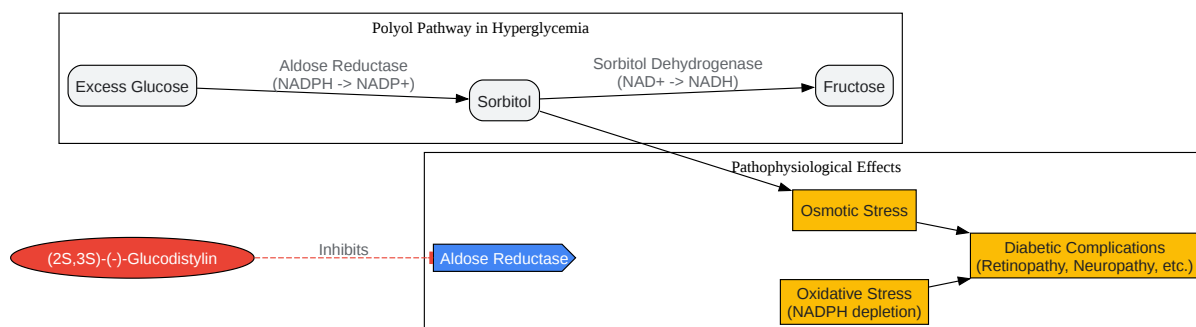 Polyol Pathway in Hyperglycemia
Excess Glucose
Aldose Reductase
(NADPH -> NADP+)
Sorbitol
Sorbitol Dehydrogenase
(NAD+ -> NADH)
Fructose
Pathophysiological Effects
Osmotic Stress
(2S,3S)-(-)-Glucodistylin
Inhibits
Aldose Reductase
Diabetic Complications
(Retinopathy, Neuropathy, etc.)
Oxidative Stress
(NADPH depletion)